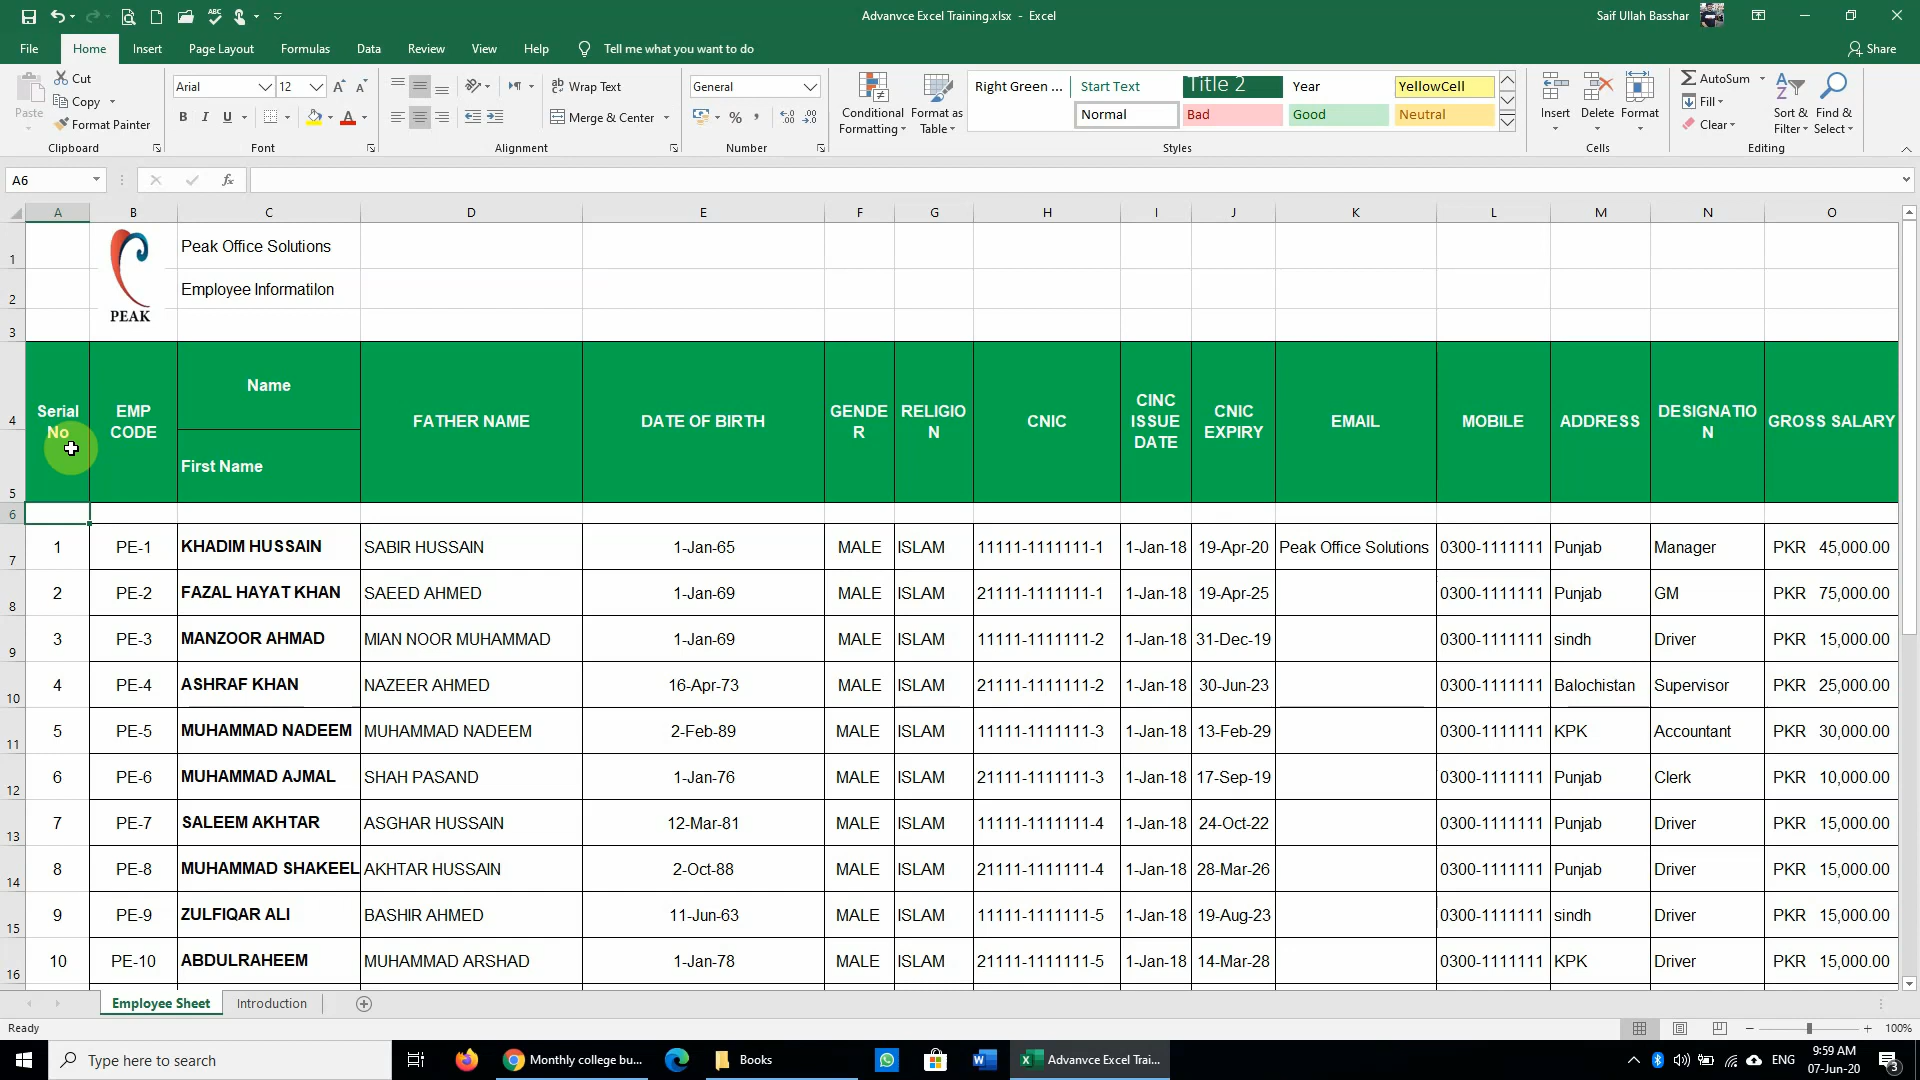 Advanvce Excel Training.xlsx - Excel
Saif Ullah Basshar
File Home Insert Page Layout Formulas Data Review View Help Tell me what you want to do Share
Paste
Cut
Copy
Format Painter
Clipboard
Arial 12
B I U
Font
Wrap Text
Merge & Center
Alignment
General
Number
Conditional Formatting
Format as Table
Right Green ... Start Text Title 2 Year YellowCell
Normal Bad Good Neutral
Styles
Insert Delete Format
Cells
AutoSum
Fill
Clear
Sort & Filter
Find & Select
Editing
A6 fx
A B C D E F G H I J K L M N O
1 Peak Office Solutions
2 Employee Informatilon
3 PEAK
4 Serial No EMP CODE Name FATHER NAME DATE OF BIRTH GENDER RELIGION CNIC CINC ISSUE DATE CNIC EXPIRY EMAIL MOBILE ADDRESS DESIGNATION GROSS SALARY
5 First Name
6
7 1 PE-1 KHADIM HUSSAIN SABIR HUSSAIN 1-Jan-65 MALE ISLAM 11111-1111111-1 1-Jan-18 19-Apr-20 Peak Office Solutions 0300-1111111 Punjab Manager PKR 45,000.00
8 2 PE-2 FAZAL HAYAT KHAN SAEED AHMED 1-Jan-69 MALE ISLAM 21111-1111111-1 1-Jan-18 19-Apr-25 0300-1111111 Punjab GM PKR 75,000.00
9 3 PE-3 MANZOOR AHMAD MIAN NOOR MUHAMMAD 1-Jan-69 MALE ISLAM 11111-1111111-2 1-Jan-18 31-Dec-19 0300-1111111 sindh Driver PKR 15,000.00
10 4 PE-4 ASHRAF KHAN NAZEER AHMED 16-Apr-73 MALE ISLAM 21111-1111111-2 1-Jan-18 30-Jun-23 0300-1111111 Balochistan Supervisor PKR 25,000.00
11 5 PE-5 MUHAMMAD NADEEM MUHAMMAD NADEEM 2-Feb-89 MALE ISLAM 11111-1111111-3 1-Jan-18 13-Feb-29 0300-1111111 KPK Accountant PKR 30,000.00
12 6 PE-6 MUHAMMAD AJMAL SHAH PASAND 1-Jan-76 MALE ISLAM 21111-1111111-3 1-Jan-18 17-Sep-19 0300-1111111 Punjab Clerk PKR 10,000.00
13 7 PE-7 SALEEM AKHTAR ASGHAR HUSSAIN 12-Mar-81 MALE ISLAM 11111-1111111-4 1-Jan-18 24-Oct-22 0300-1111111 Punjab Driver PKR 15,000.00
14 8 PE-8 MUHAMMAD SHAKEEL AKHTAR HUSSAIN 2-Oct-88 MALE ISLAM 21111-1111111-4 1-Jan-18 28-Mar-26 0300-1111111 Punjab Driver PKR 15,000.00
15 9 PE-9 ZULFIQAR ALI BASHIR AHMED 11-Jun-63 MALE ISLAM 11111-1111111-5 1-Jan-18 19-Aug-23 0300-1111111 sindh Driver PKR 15,000.00
16 10 PE-10 ABDULRAHEEM MUHAMMAD ARSHAD 1-Jan-78 MALE ISLAM 21111-1111111-5 1-Jan-18 14-Mar-28 0300-1111111 KPK Driver PKR 15,000.00
Employee Sheet Introduction
Ready 100%
Type here to search Monthly college bu... Books Advanvce Excel Trai... ENG 9:59 AM
07-Jun-20 3